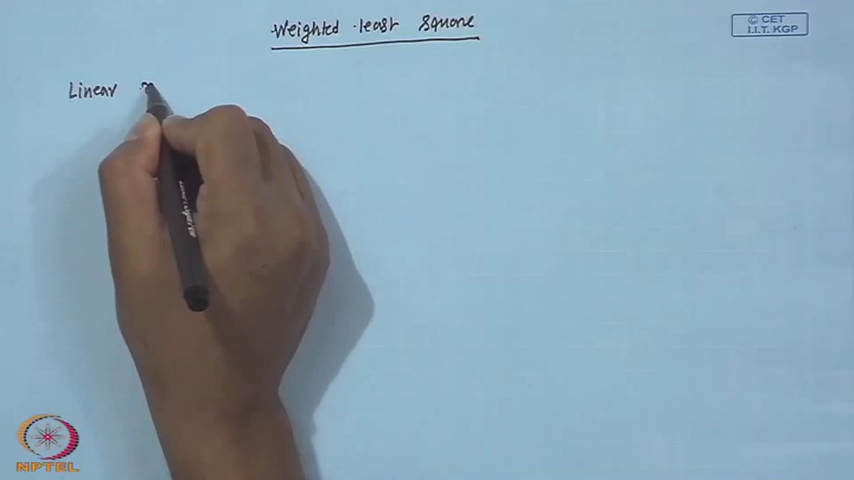 Weighted least square
© CET
I.I.T. KGP
Linear
NPTEL